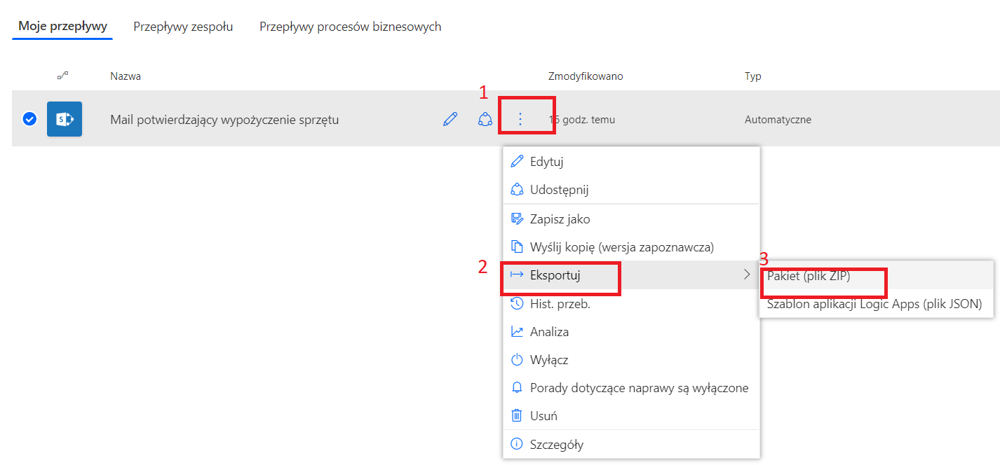 Moje przepływy Przepływy zespołu Przepływy procesów biznesowych
Nazwa Zmodyfikowano Typ
1
Mail potwierdzający wypożyczenie sprzętu godz. temu Automatyczne
Edytuj
Udostępnij
Zapisz jako
Wyślij kopię (wersja zapoznawcza)
2 Eksportuj
3
Pakiet (plik ZIP)
Hist. przeb.
Szablon aplikacji Logic Apps (plik JSON)
Analiza
Wyłącz
Porady dotyczące naprawy są wyłączone
Usuń
Szczegóły